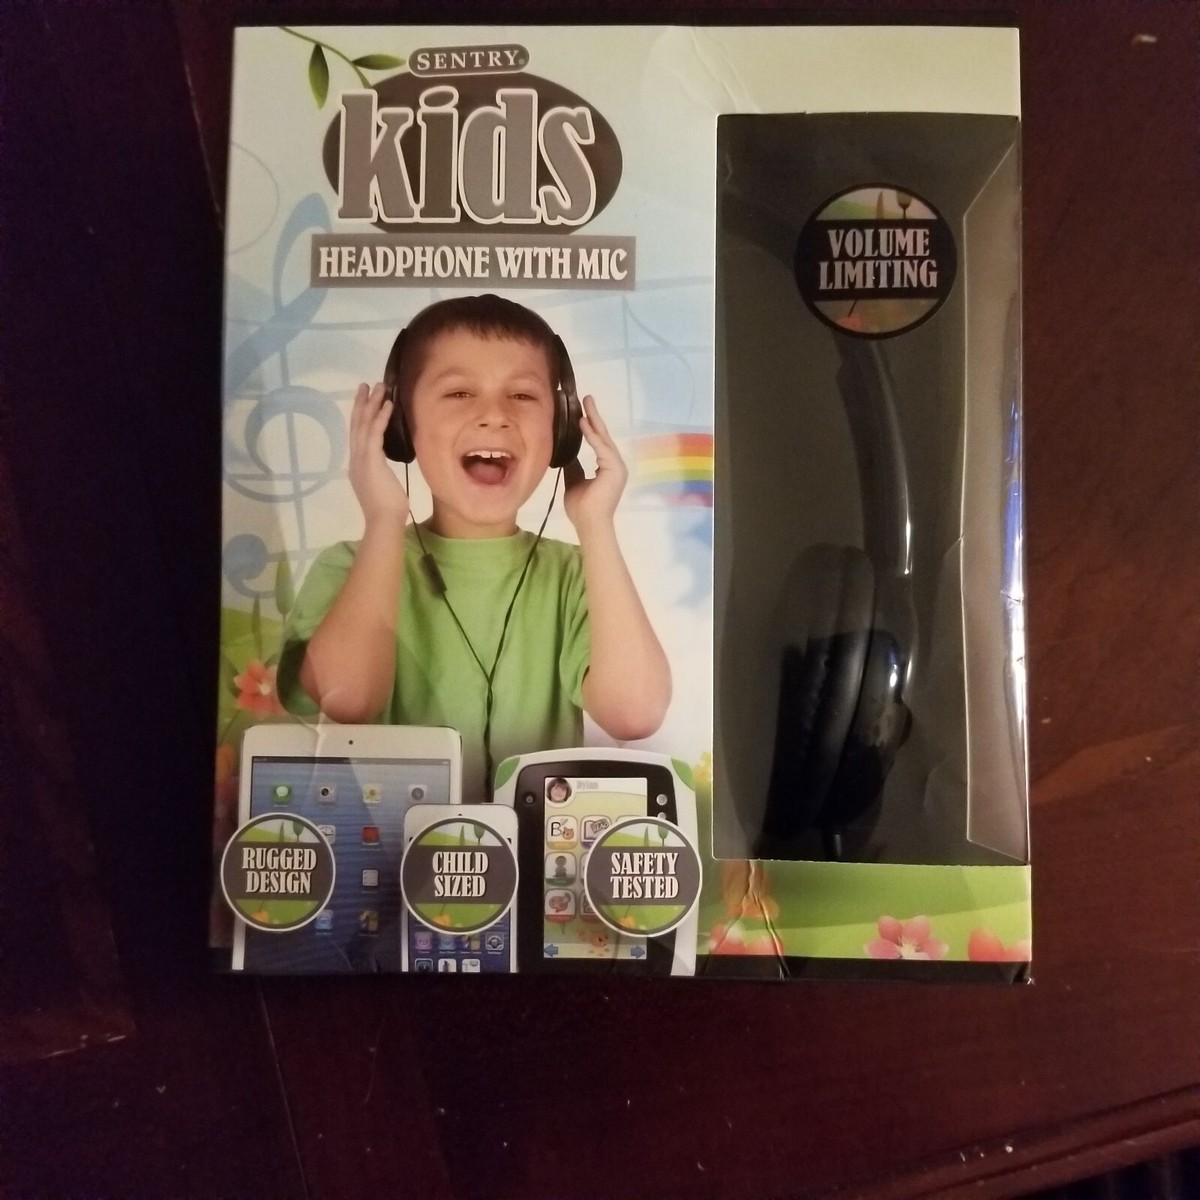 SENTRY®
kids
HEADPHONE WITH MIC
VOLUME
LIMITING
RUGGED
DESIGN
CHILD
SIZED
SAFETY
TESTED